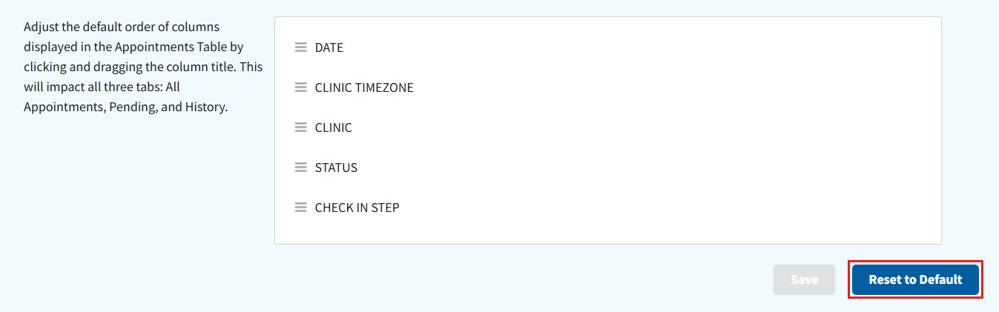 Adjust the default order of columns
displayed in the Appointments Table by
clicking and dragging the column title. This
will impact all three tabs: All
Appointments, Pending, and History.
DATE
CLINIC TIMEZONE
CLINIC
STATUS
CHECK IN STEP
Save
Reset to Default